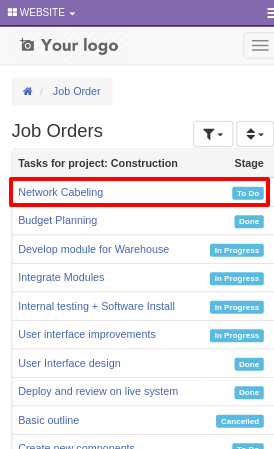 WEBSITE
Your logo
/ Job Order
Job Orders
Tasks for project: Construction Stage
Network Cabeling To Do
Budget Planning Done
Develop module for Warehouse In Progress
Integrate Modules In Progress
Internal testing + Software Install In Progress
User interface improvements In Progress
User Interface design Done
Deploy and review on live system Done
Basic outline Cancelled
Create new components To Do